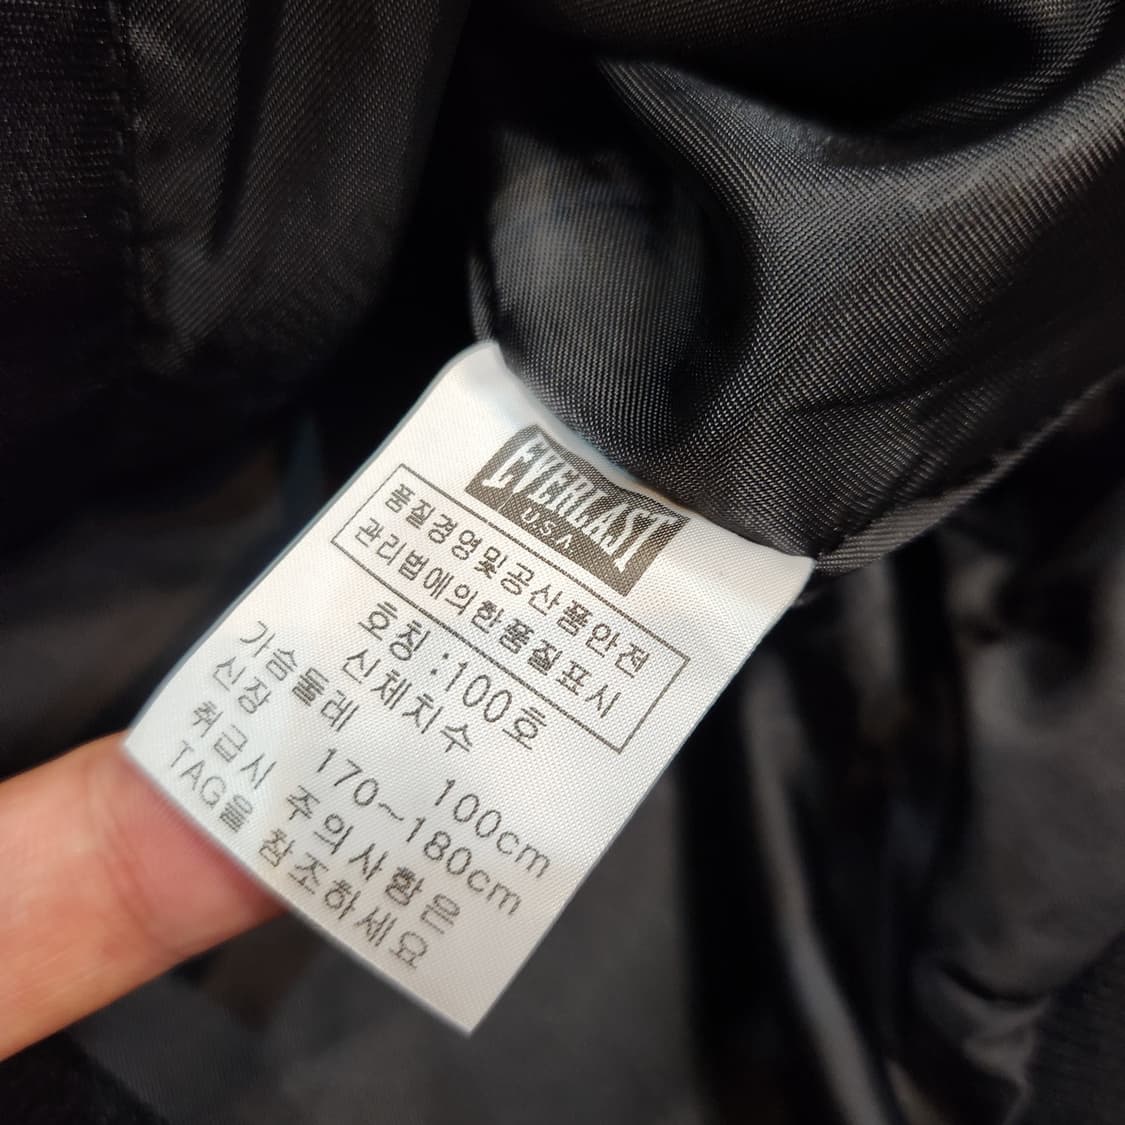 EVERLAST
USA
품질경영및공산품안전
관리법에의한품질표시
호칭:100호
신체치수
가슴둘레 100cm
신장 170~180cm
취급시 주의사항은
TAG을 참조하세요